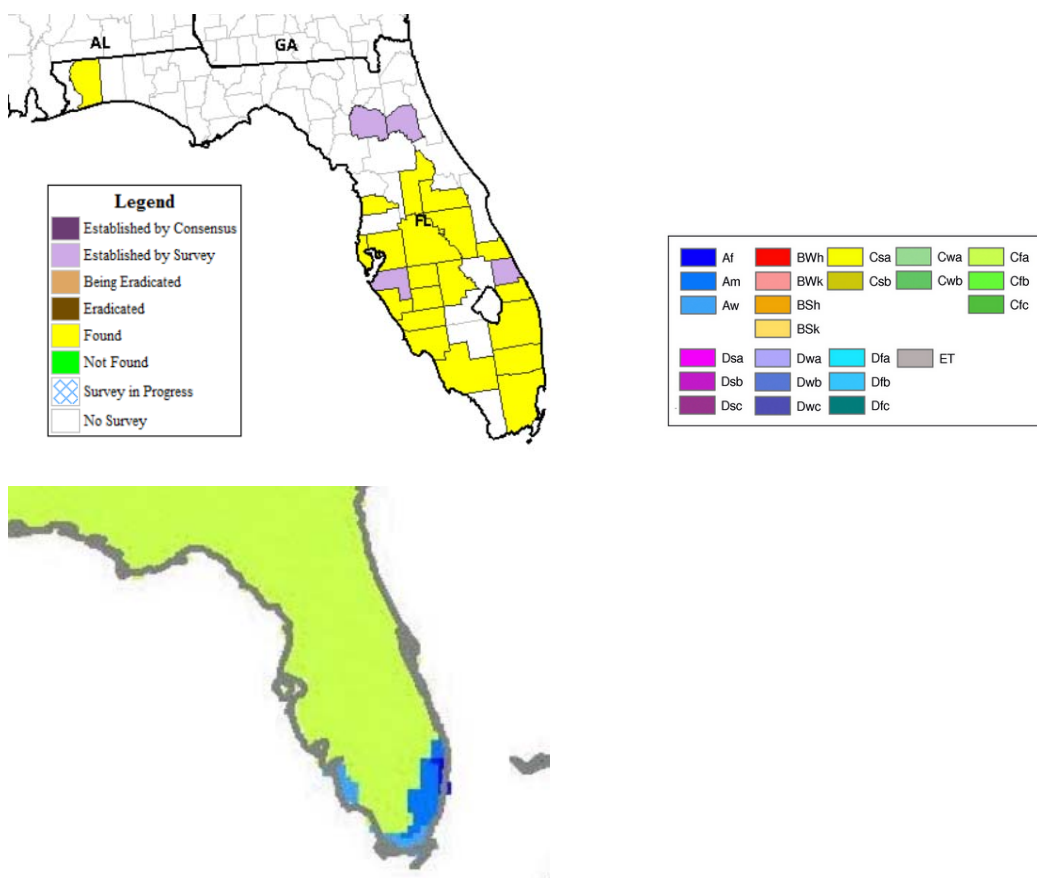 AL
GA
FL
Legend
Established by Consensus
Established by Survey
Being Eradicated
Eradicated
Found
Not Found
Survey in Progress
No Survey
Af BWh Csa Cwa Cfa
Am BWk Csb Cwb Cfb
Aw BSh Cfc
BSk
Dsa Dwa Dfa ET
Dsb Dwb Dfb
Dsc Dwc Dfc